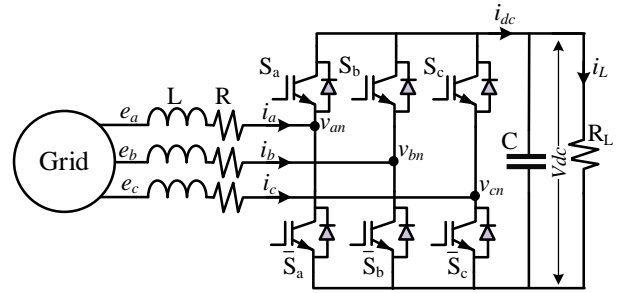 i_dc
S_a S_b S_c
i_L
L R
e_a i_a v_an
C V_dc R_L
Grid e_b i_b v_bn
e_c i_c v_cn
S̅_a S̅_b S̅_c